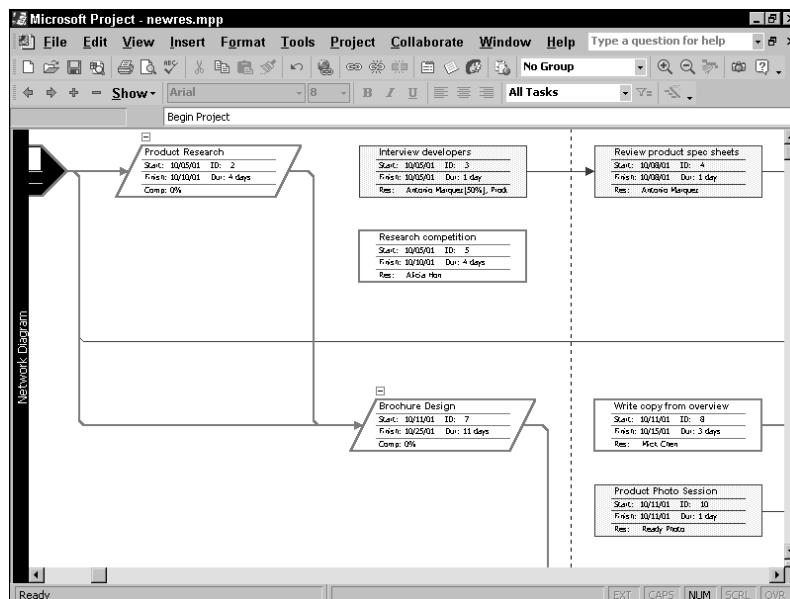 Microsoft Project - newres.mpp
File Edit View Insert Format Tools Project Collaborate Window Help Type a question for help
No Group
Show Arial 8 B I U All Tasks
Begin Project
Product Research
Start: 10/05/01 ID: 2
Finish: 10/10/01 Dur: 4 days
Comp: 0%
Interview developers
Start: 10/05/01 ID: 3
Finish: 10/05/01 Dur: 1 day
Res: Antonio Marquez[50%], Prod
Review product spec sheets
Start: 10/08/01 ID: 4
Finish: 10/08/01 Dur: 1 day
Res: Antonio Marquez
Research competition
Start: 10/05/01 ID: 5
Finish: 10/10/01 Dur: 4 days
Res: Alicia Han
Network Diagram
Brochure Design
Start: 10/11/01 ID: 7
Finish: 10/25/01 Dur: 11 days
Comp: 0%
Write copy from overview
Start: 10/11/01 ID: 8
Finish: 10/15/01 Dur: 3 days
Res: Mick Chen
Product Photo Session
Start: 10/11/01 ID: 10
Finish: 10/11/01 Dur: 1 day
Res: Ready Photo
Ready EXT CAPS NUM SCRL OVR